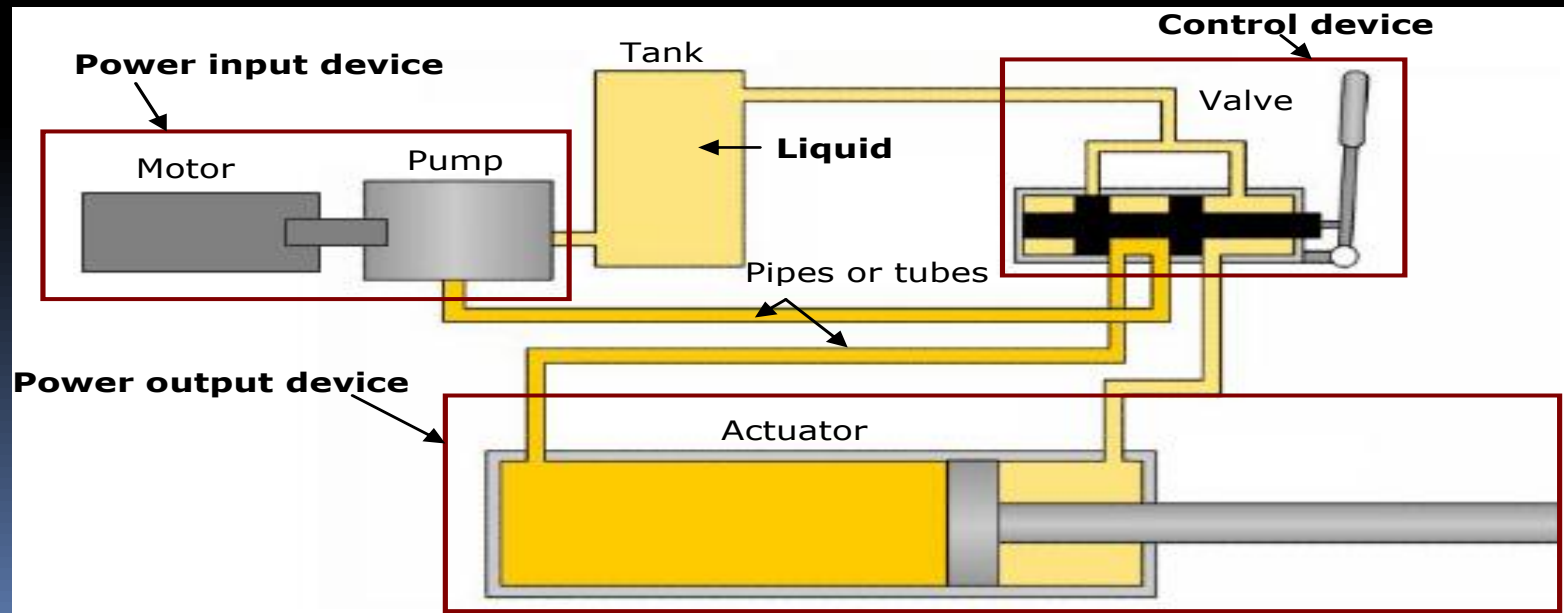 Control device
Tank
Power input device
Valve
Liquid
Pump
Motor
Pipes or tubes
Power output device
Actuator